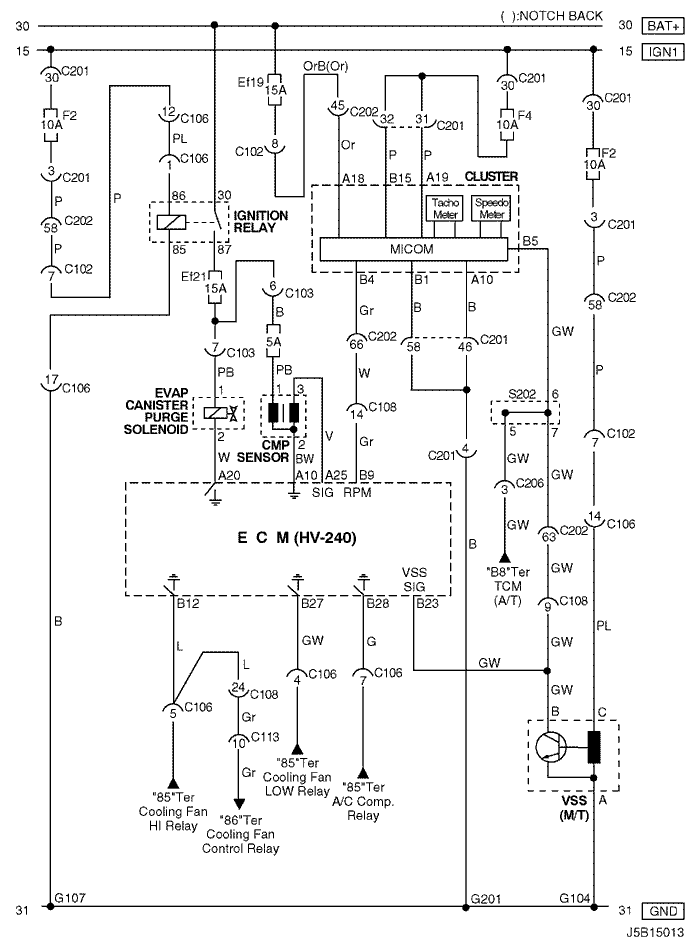 ( ):NOTCH BACK
30 30 BAT+
15 15 IGN1
OrB(Or)
30 C201
Ef19 15A
30 C201
30 C201
12 C106
45 C202
32 31 C201
F2 10A
F4 10A
PL
8 C102
Or
P P
F2 10A
1 C106
3 C201
A18 B15 A19 CLUSTER
P
P
86 30
Tacho Meter
Speedo Meter
3 C201
58 C202
IGNITION RELAY
MICOM
B5
P
85 87
P
7 C102
Ef21 15A
6 C103
B4 B1 A10
58 C202
B
Gr B B
GW
7 C103
5A
66 C202
58 46 C201
P
PB
PB
W
17 C106
EVAP CANISTER PURGE SOLENOID
1
1 3
14 C108
S202 6
5 7
2
2
CMP SENSOR
V
Gr
C201 4
7 C102
W
BW
GW GW
A20 A10 A25 B9
SIG RPM
3 C206
14 C106
E C M (HV-240)
B
GW
63 C202
"B8"Ter TCM (A/T)
GW
VSS SIG
B12 B27 B28 B23
9 C108
B
PL
L
GW
G
GW
GW
L
4 C106
7 C106
GW
24 C108
5 C106
Gr
B C
10 C113
Gr
"85"Ter Cooling Fan HI Relay
"86"Ter Cooling Fan Control Relay
"85"Ter Cooling Fan LOW Relay
"85"Ter A/C Comp. Relay
VSS (M/T)
A
G107 G201 G104
31 31 GND
J5B15013